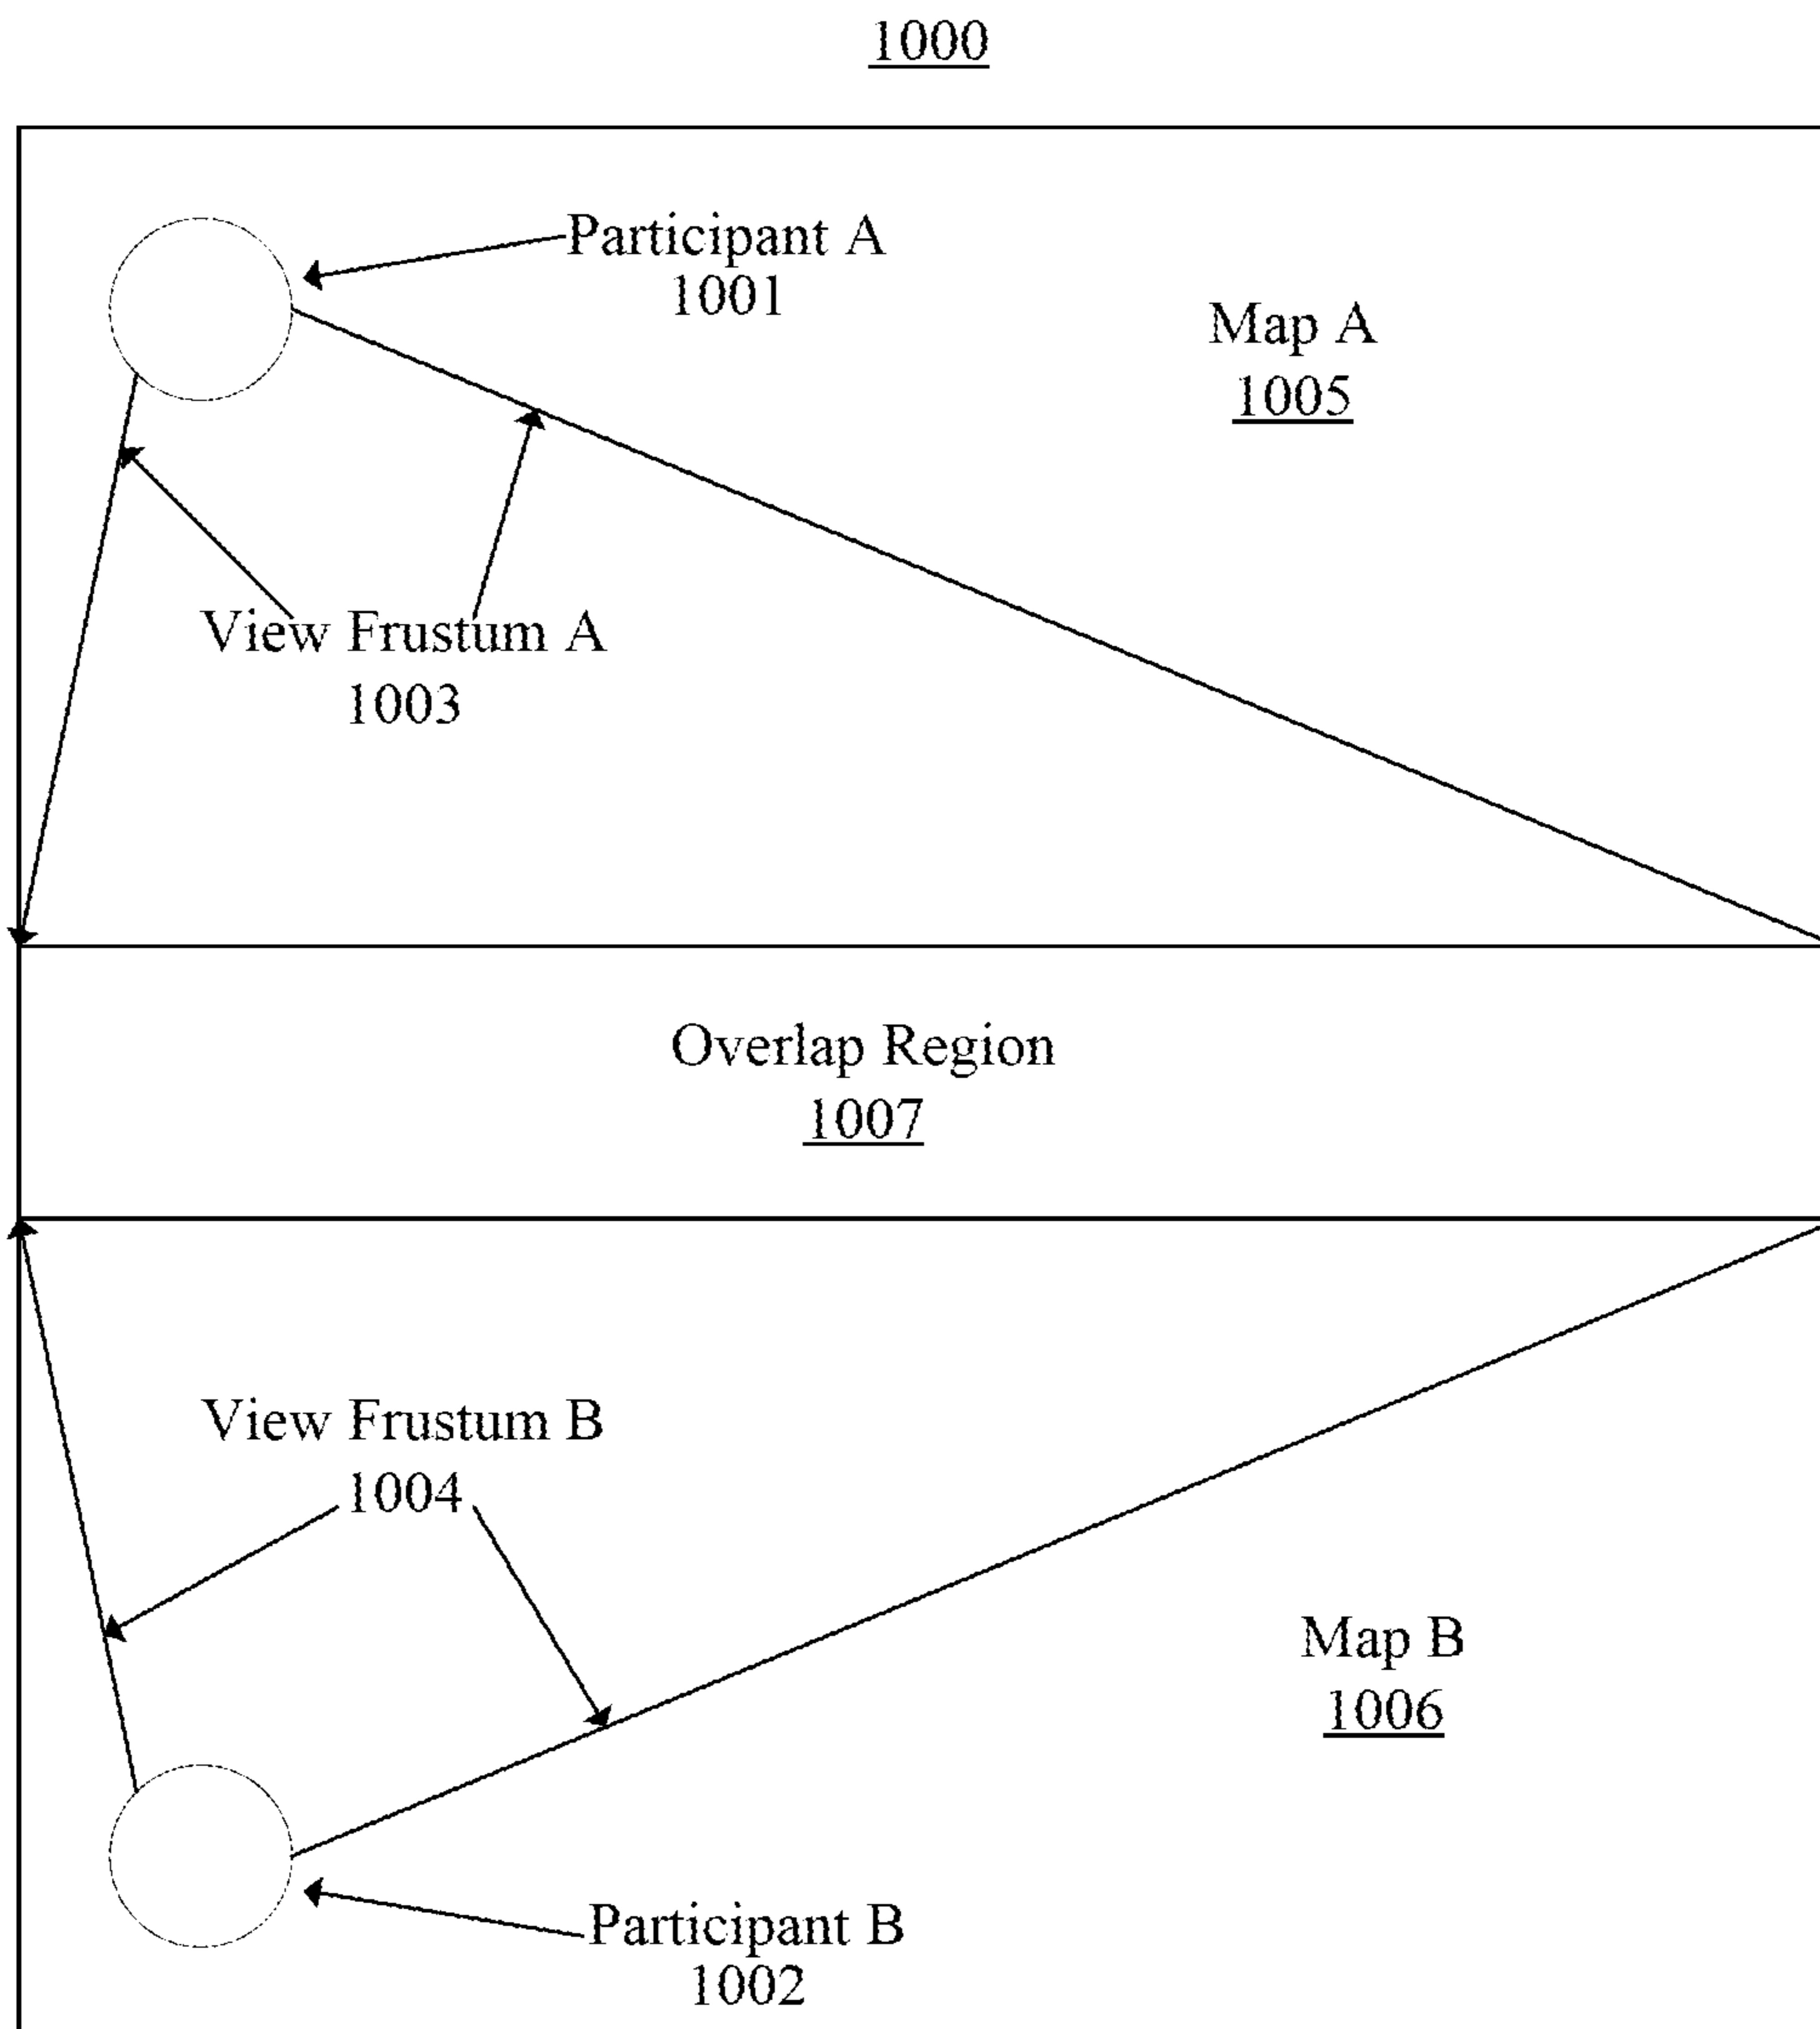 1000
Participant A
1001
Map A
1005
View Frustum A
1003
Overlap Region
1007
View Frustum B
1004
Map B
1006
Participant B
1002